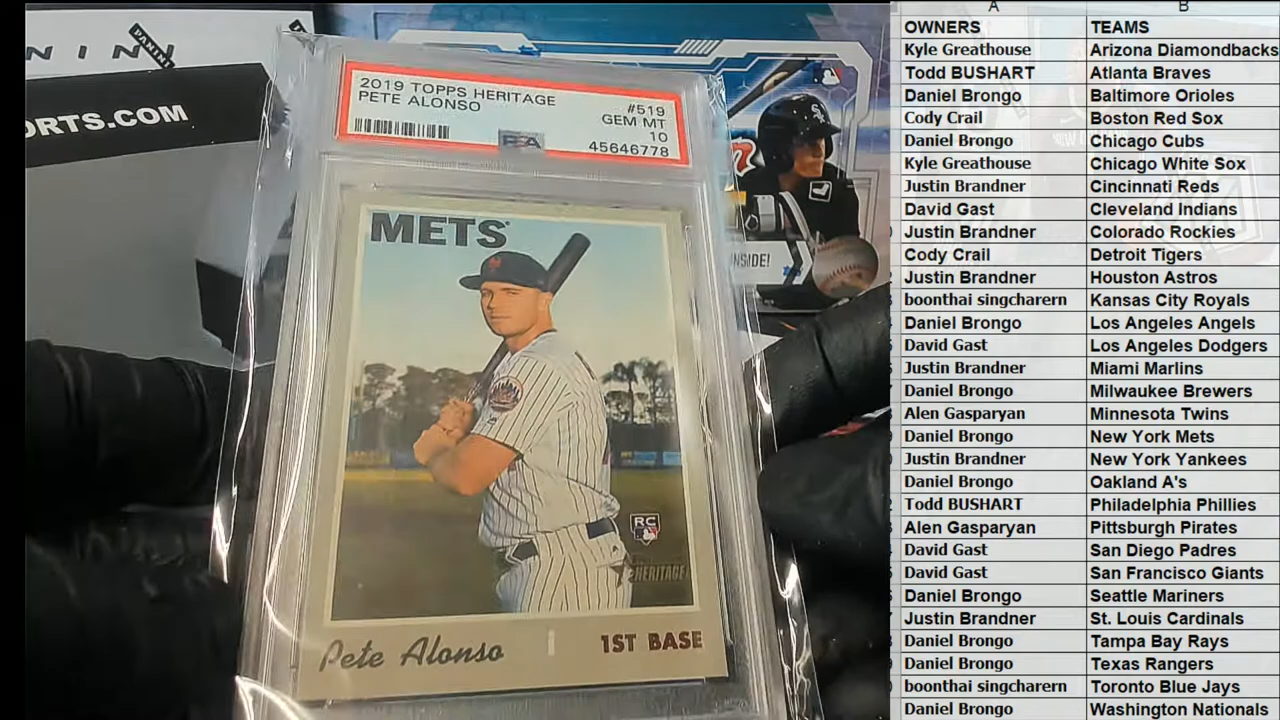 PANINI
PANINI
ORTS.COM
2019 TOPPS HERITAGE #519
PETE ALONSO GEM MT
10
PSA 45646778
METS
RC
HERITAGE
Pete Alonso 1ST BASE
INSIDE!
A B
OWNERS TEAMS
Kyle Greathouse Arizona Diamondbacks
Todd BUSHART Atlanta Braves
Daniel Brongo Baltimore Orioles
Cody Crail Boston Red Sox
Daniel Brongo Chicago Cubs
Kyle Greathouse Chicago White Sox
Justin Brandner Cincinnati Reds
David Gast Cleveland Indians
Justin Brandner Colorado Rockies
Cody Crail Detroit Tigers
Justin Brandner Houston Astros
boonthai singcharern Kansas City Royals
Daniel Brongo Los Angeles Angels
David Gast Los Angeles Dodgers
Justin Brandner Miami Marlins
Daniel Brongo Milwaukee Brewers
Alen Gasparyan Minnesota Twins
Daniel Brongo New York Mets
Justin Brandner New York Yankees
Daniel Brongo Oakland A's
Todd BUSHART Philadelphia Phillies
Alen Gasparyan Pittsburgh Pirates
David Gast San Diego Padres
David Gast San Francisco Giants
Daniel Brongo Seattle Mariners
Justin Brandner St. Louis Cardinals
Daniel Brongo Tampa Bay Rays
Daniel Brongo Texas Rangers
boonthai singcharern Toronto Blue Jays
Daniel Brongo Washington Nationals